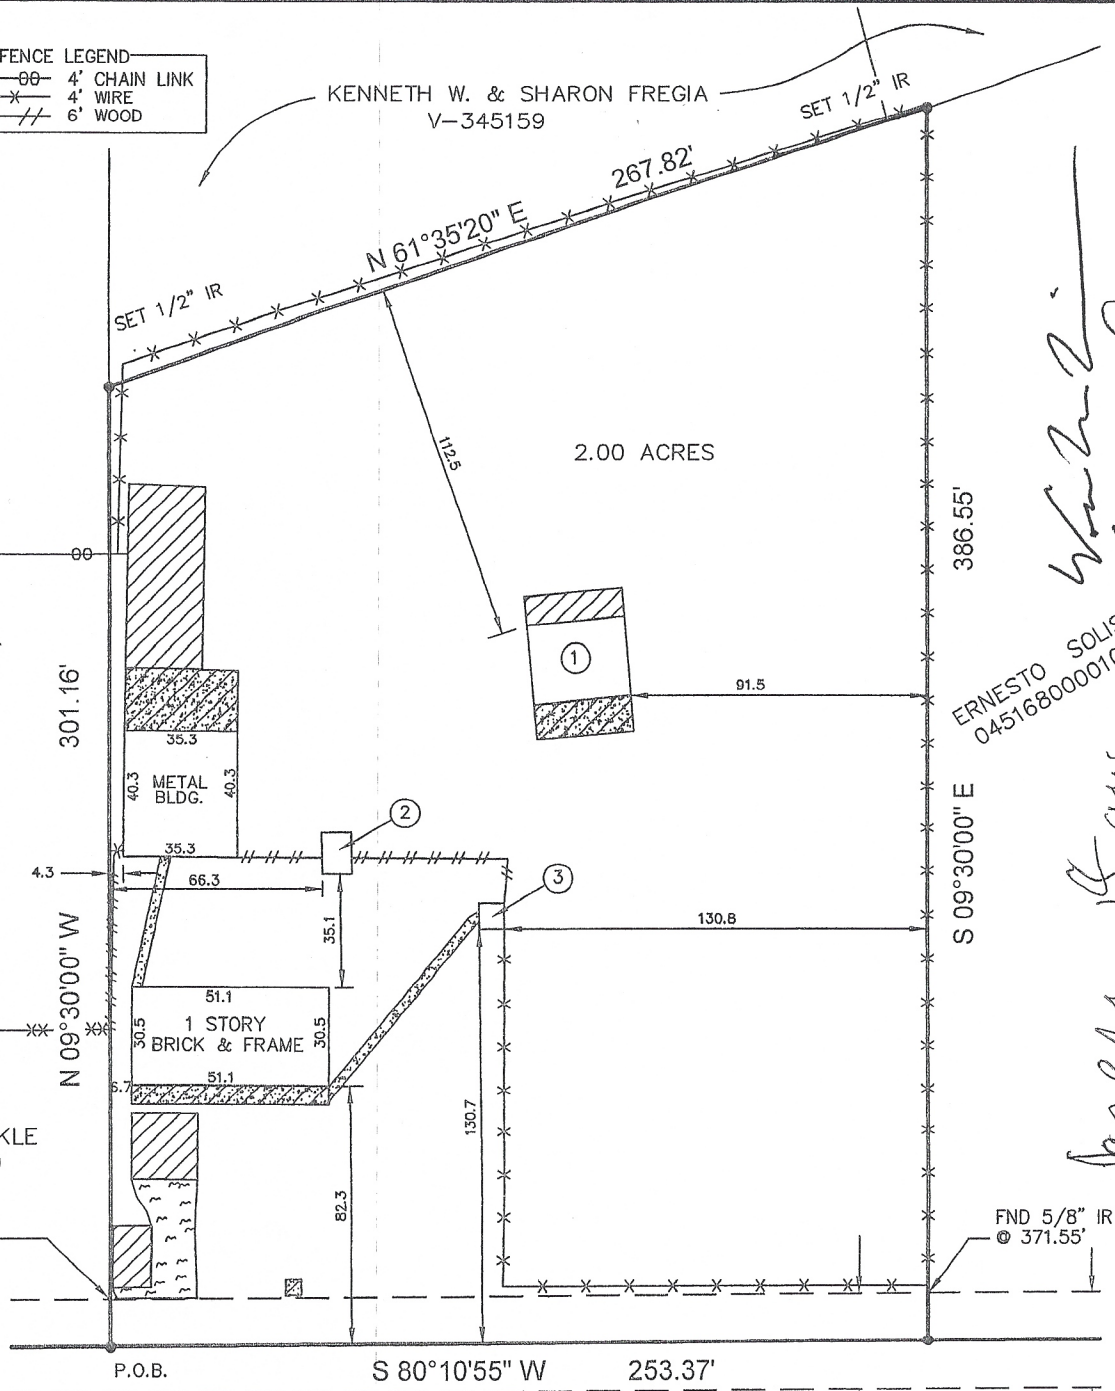 FENCE LEGEND
4' CHAIN LINK
4' WIRE
6' WOOD
KENNETH W. & SHARON FREGIA
V-345159
SET 1/2" IR
267.82'
N 61°35'20" E
SET 1/2" IR
112.5
2.00 ACRES
386.55'
301.16'
1
91.5
ERNESTO SOLIS
35.3
40.3
METAL
BLDG.
40.3
35.3
2
4.3
66.3
3
35.1
130.8
S 09°30'00" E
N 09°30'00" W
51.1
30.5
1 STORY
BRICK & FRAME
30.5
51.1
130.7
82.3
FND 5/8" IR
@ 371.55'
P.O.B.
S 80°10'55" W
253.37'